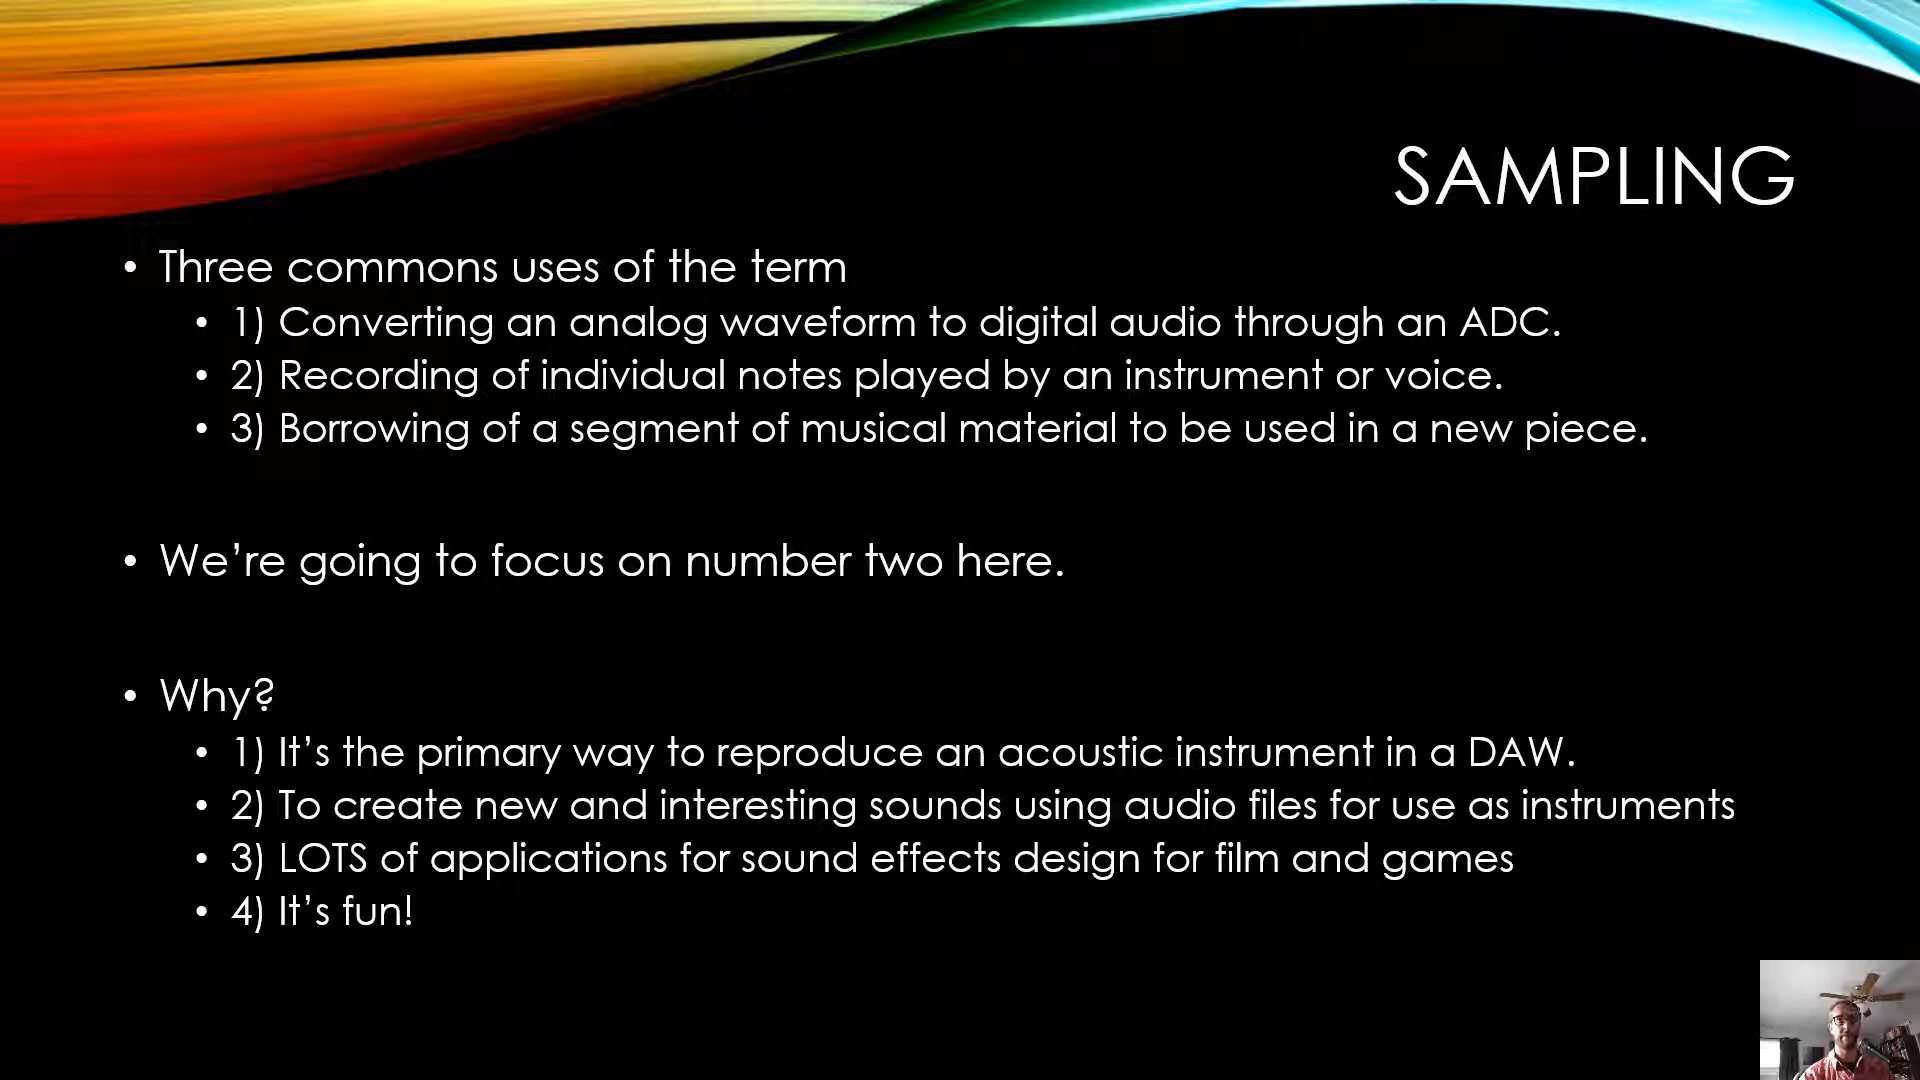 SAMPLING
• Three commons uses of the term
• 1) Converting an analog waveform to digital audio through an ADC.
• 2) Recording of individual notes played by an instrument or voice.
• 3) Borrowing of a segment of musical material to be used in a new piece.
• We’re going to focus on number two here.
• Why?
• 1) It’s the primary way to reproduce an acoustic instrument in a DAW.
• 2) To create new and interesting sounds using audio files for use as instruments
• 3) LOTS of applications for sound effects design for film and games
• 4) It’s fun!